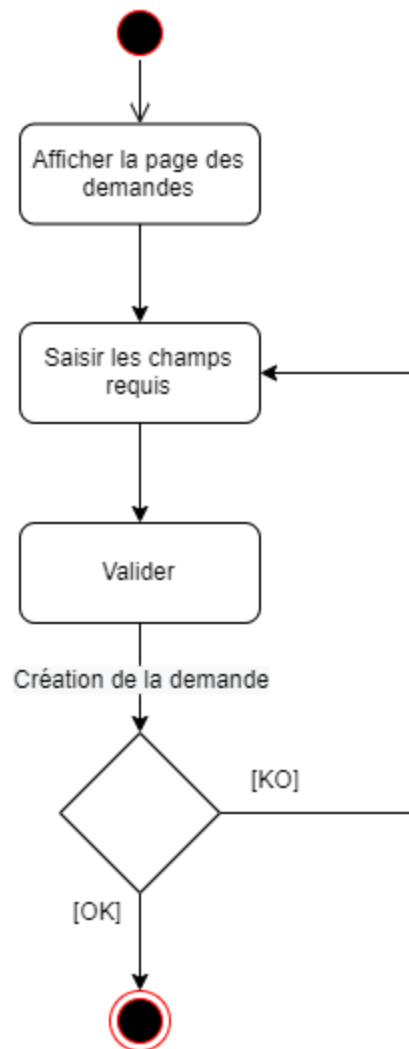 Afficher la page des
demandes
Saisir les champs
requis
Valider
Création de la demande
[KO]
[OK]